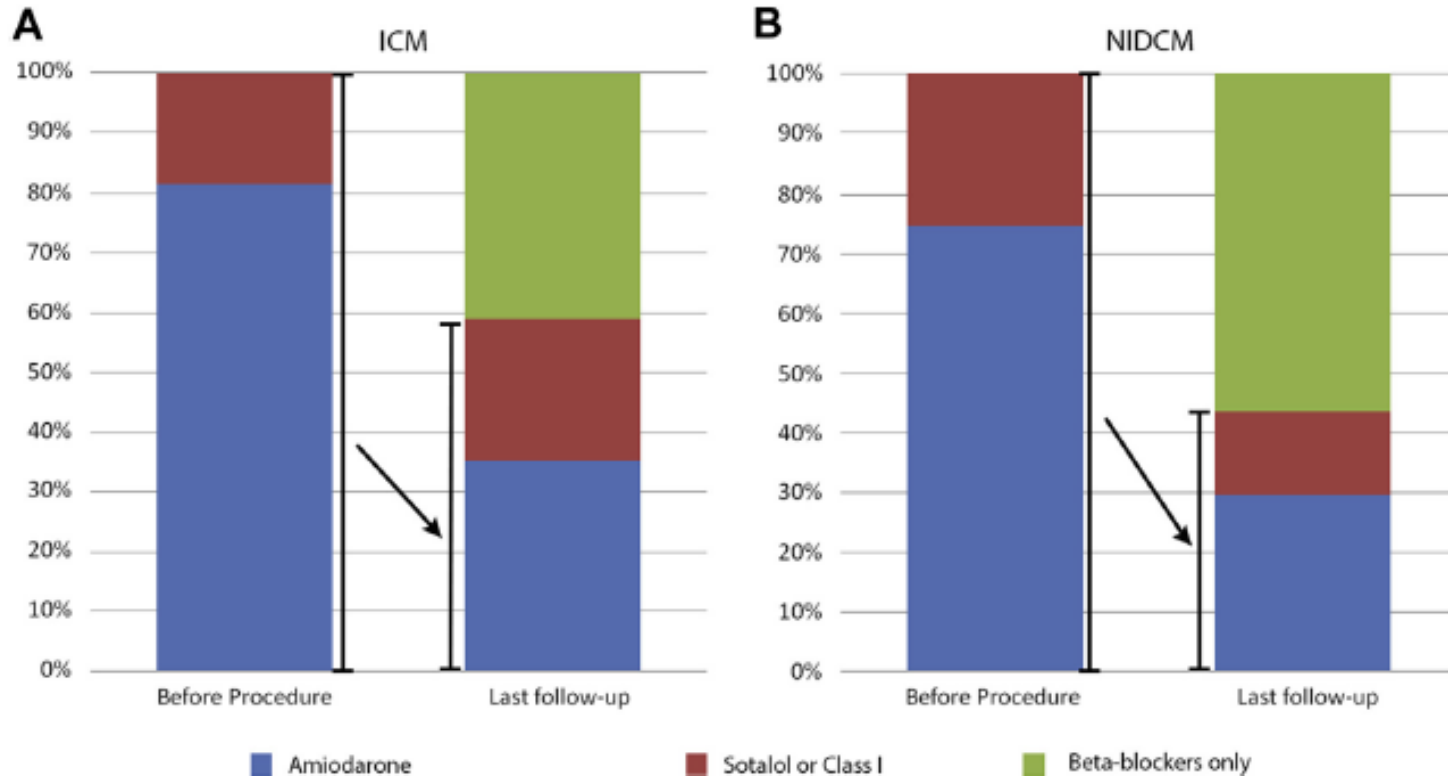 A
ICM
100%
90%
80%
70%
60%
50%
40%
30%
20%
10%
0%
Before Procedure
Last follow-up
B
NIDCM
100%
90%
80%
70%
60%
50%
40%
30%
20%
10%
0%
Before Procedure
Last follow-up
Amiodarone
Sotalol or Class I
Beta-blockers only